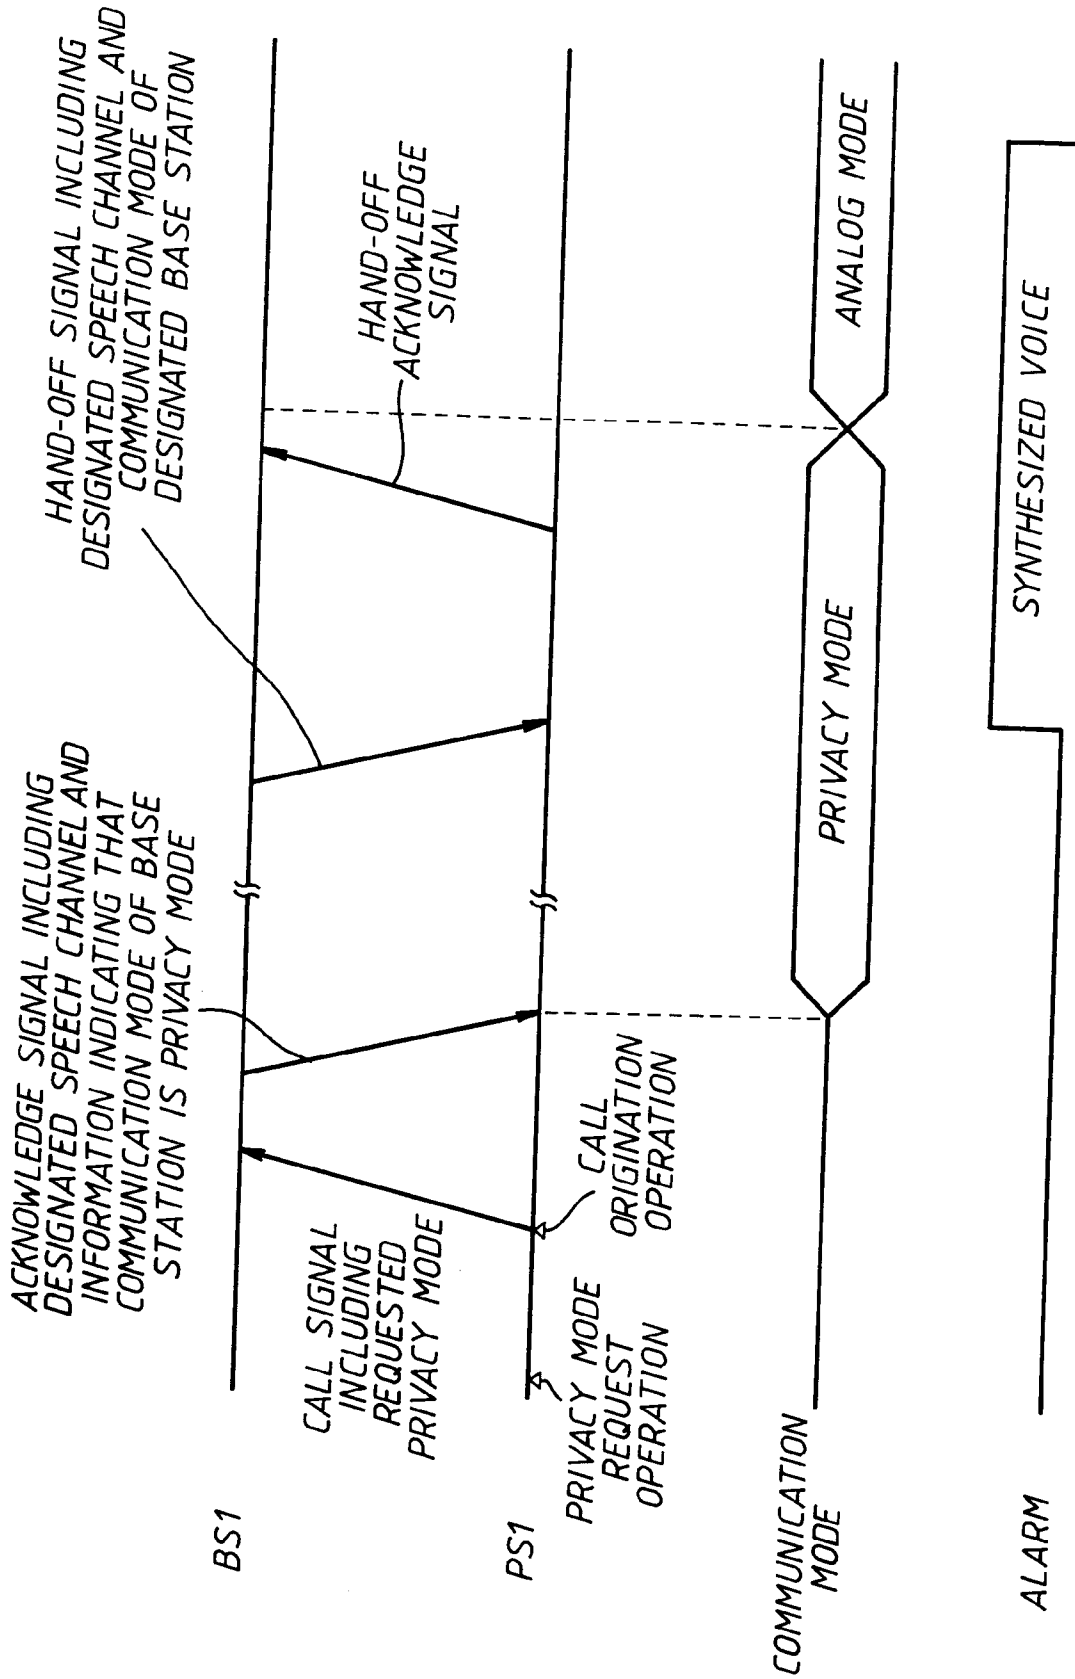 ACKNOWLEDGE SIGNAL INCLUDING
DESIGNATED SPEECH CHANNEL AND
INFORMATION INDICATING THAT
COMMUNICATION MODE OF BASE
STATION IS PRIVACY MODE
HAND-OFF SIGNAL INCLUDING
DESIGNATED SPEECH CHANNEL AND
COMMUNICATION MODE OF
DESIGNATED BASE STATION
BS1
CALL SIGNAL
INCLUDING
REQUESTED
PRIVACY MODE
HAND-OFF
ACKNOWLEDGE
SIGNAL
PS1
PRIVACY MODE
REQUEST
OPERATION
CALL
ORIGINATION
OPERATION
COMMUNICATION
MODE
PRIVACY MODE
ANALOG MODE
ALARM
SYNTHESIZED VOICE